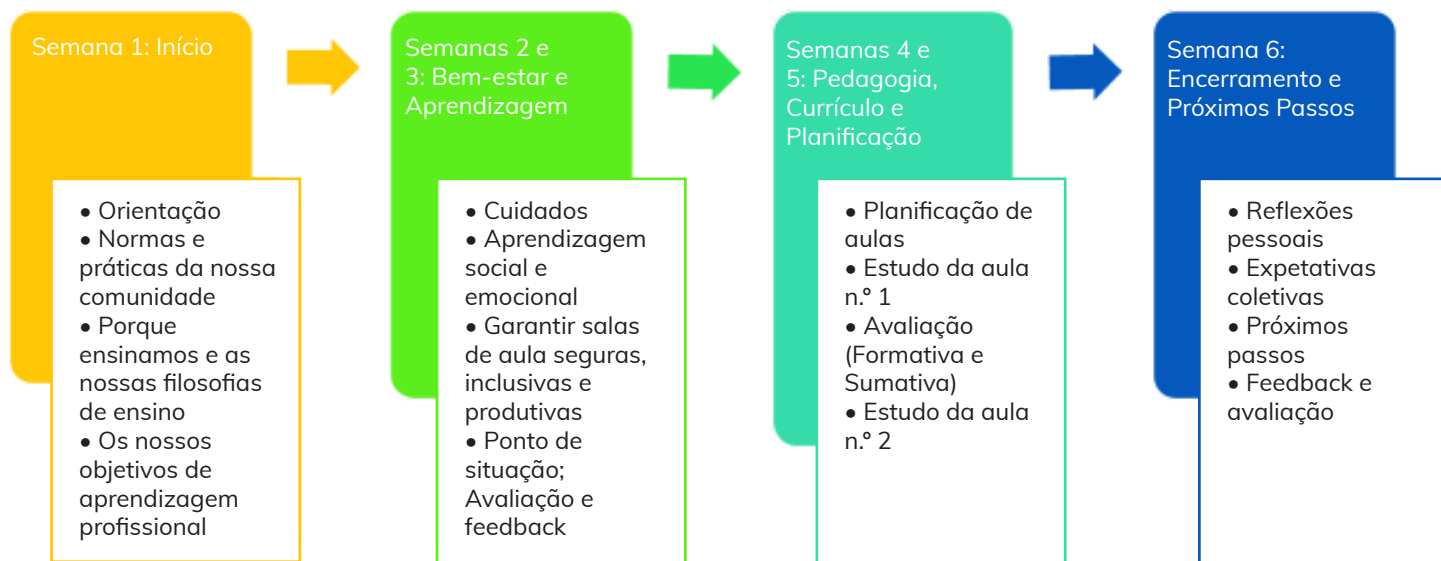 Semana 1: Início
• Orientação
• Normas e
práticas da nossa
comunidade
• Porque
ensinamos e as
nossas filosofias
de ensino
• Os nossos
objetivos de
aprendizagem
profissional
Semanas 2 e
3: Bem-estar e
Aprendizagem
• Cuidados
• Aprendizagem
social e
emocional
• Garantir salas
de aula seguras,
inclusivas e
produtivas
• Ponto de
situação;
Avaliação e
feedback
Semanas 4 e
5: Pedagogia,
Currículo e
Planificação
• Planificação de
aulas
• Estudo da aula
n.º 1
• Avaliação
(Formativa e
Sumativa)
• Estudo da aula
n.º 2
Semana 6:
Encerramento e
Próximos Passos
• Reflexões
pessoais
• Expetativas
coletivas
• Próximos
passos
• Feedback e
avaliação